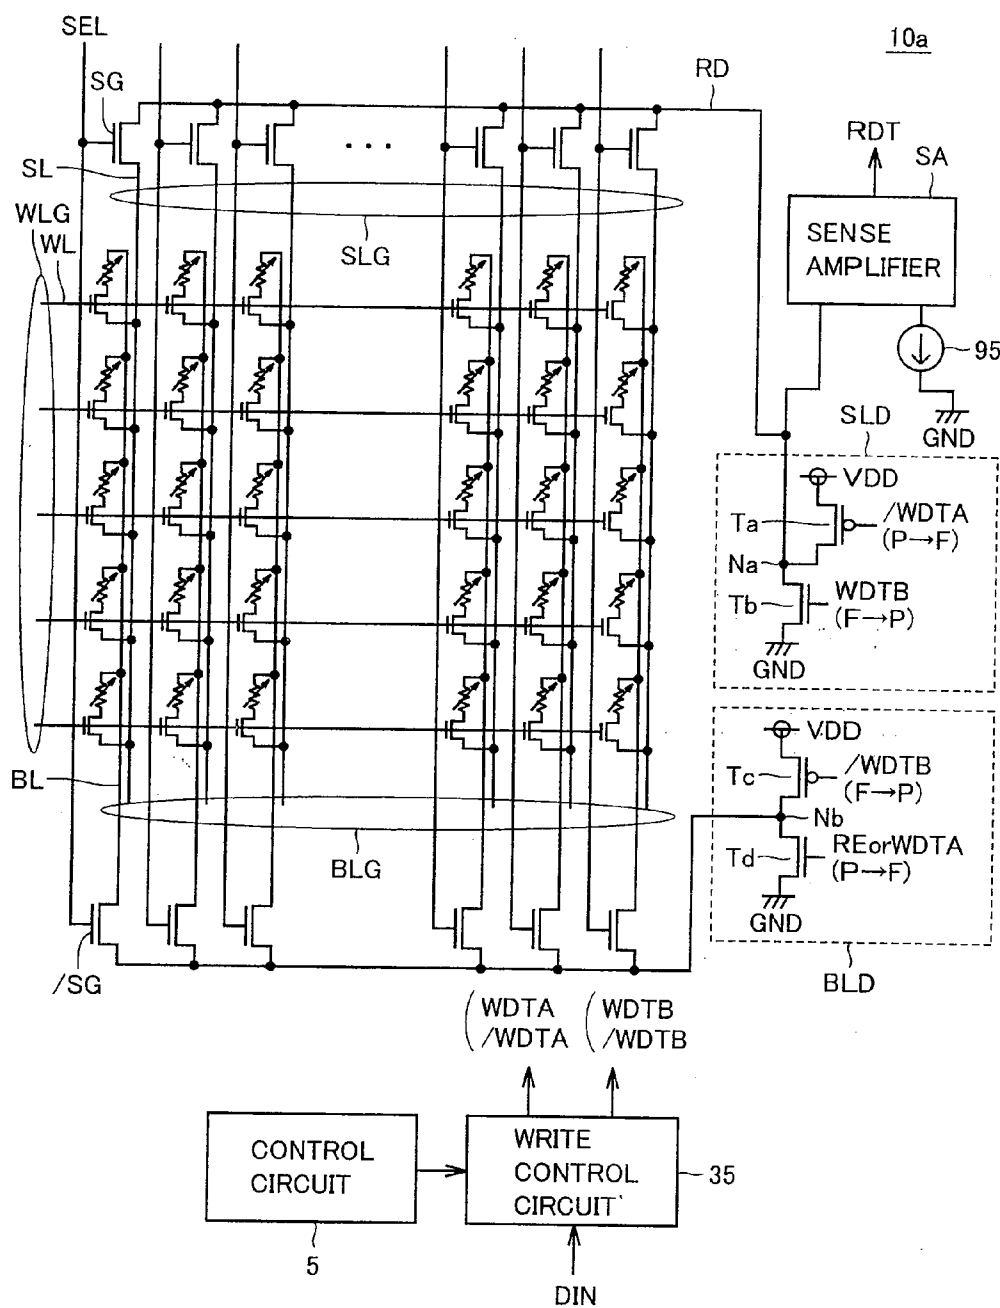 SEL
10a
SG
RD
RDT
SA
SL
WLG
WL
SLG
SENSE
AMPLIFIER
95
GND
SLD
VDD
Ta
/WDTA
(P→F)
Na
Tb
WDTB
(F→P)
GND
VDD
BL
Tc
/WDTB
(F→P)
Nb
BLG
Td
REorWDTA
(P→F)
GND
/SG
BLD
(WDTA
/WDTA
(WDTB
/WDTB
CONTROL
CIRCUIT
WRITE
CONTROL
CIRCUIT
35
5
DIN